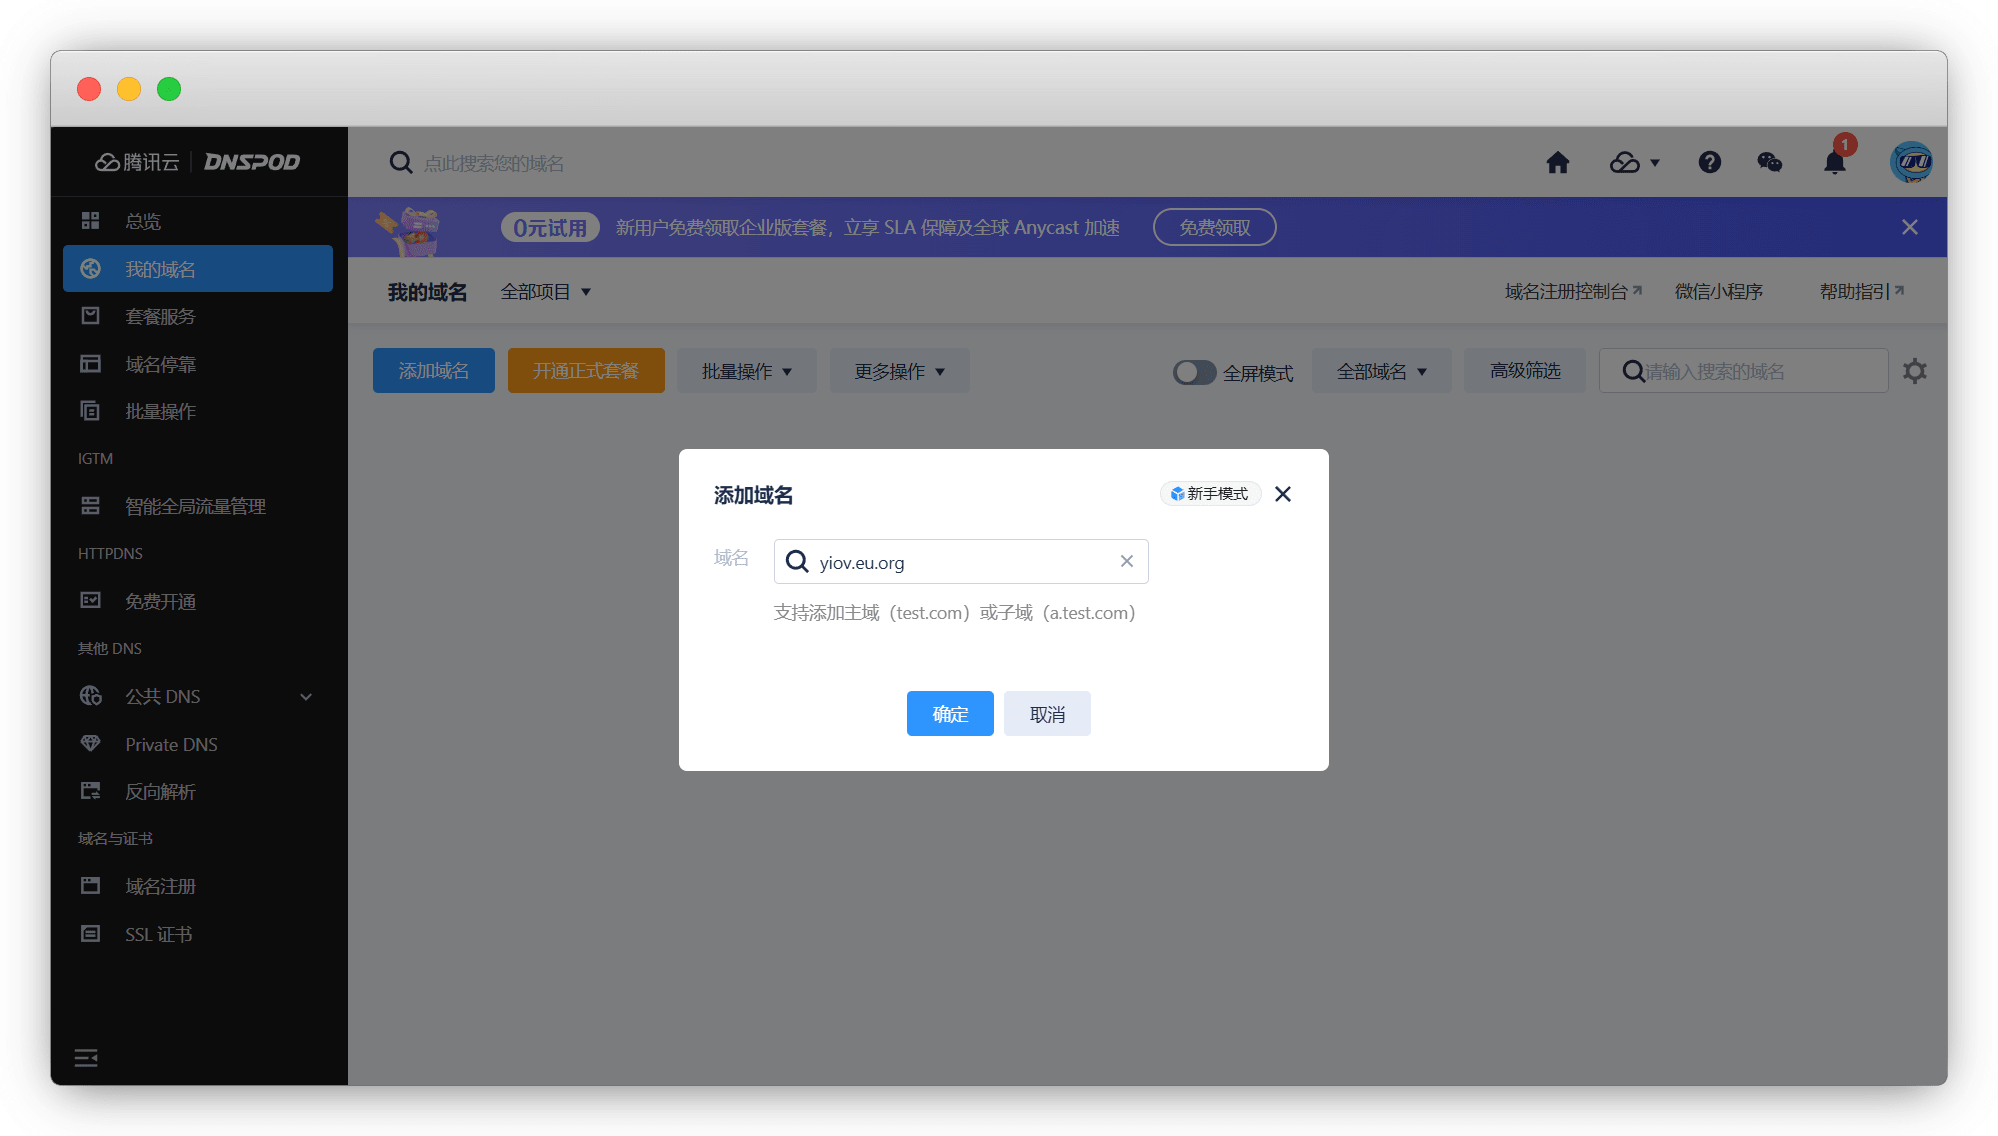 腾讯云 DNSPOD
点此搜索您的域名
1
总览
我的域名
套餐服务
域名停靠
批量操作
IGTM
智能全局流量管理
HTTPDNS
免费开通
其他 DNS
公共 DNS
Private DNS
反向解析
域名与证书
域名注册
SSL 证书
0元试用 新用户免费领取企业版套餐，立享 SLA 保障及全球 Anycast 加速 免费领取
我的域名 全部项目 域名注册控制台 微信小程序 帮助指引
添加域名 开通正式套餐 批量操作 更多操作 全屏模式 全部域名 高级筛选 请输入搜索的域名
添加域名 新手模式
域名 yiov.eu.org
支持添加主域（test.com）或子域（a.test.com）
确定 取消